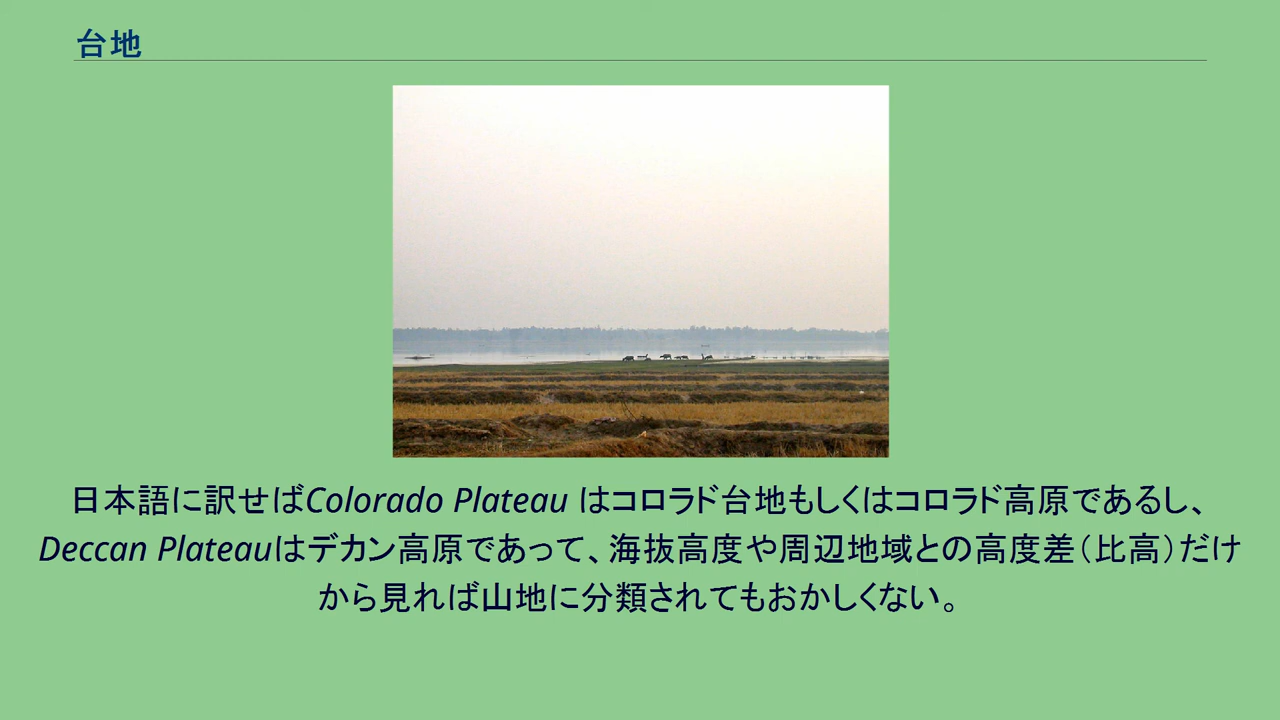 台地
日本語に訳せばColorado Plateau はコロラド台地もしくはコロラド高原であるし、
Deccan Plateauはデカン高原であって、海抜高度や周辺地域との高度差（比高）だけ
から見れば山地に分類されてもおかしくない。